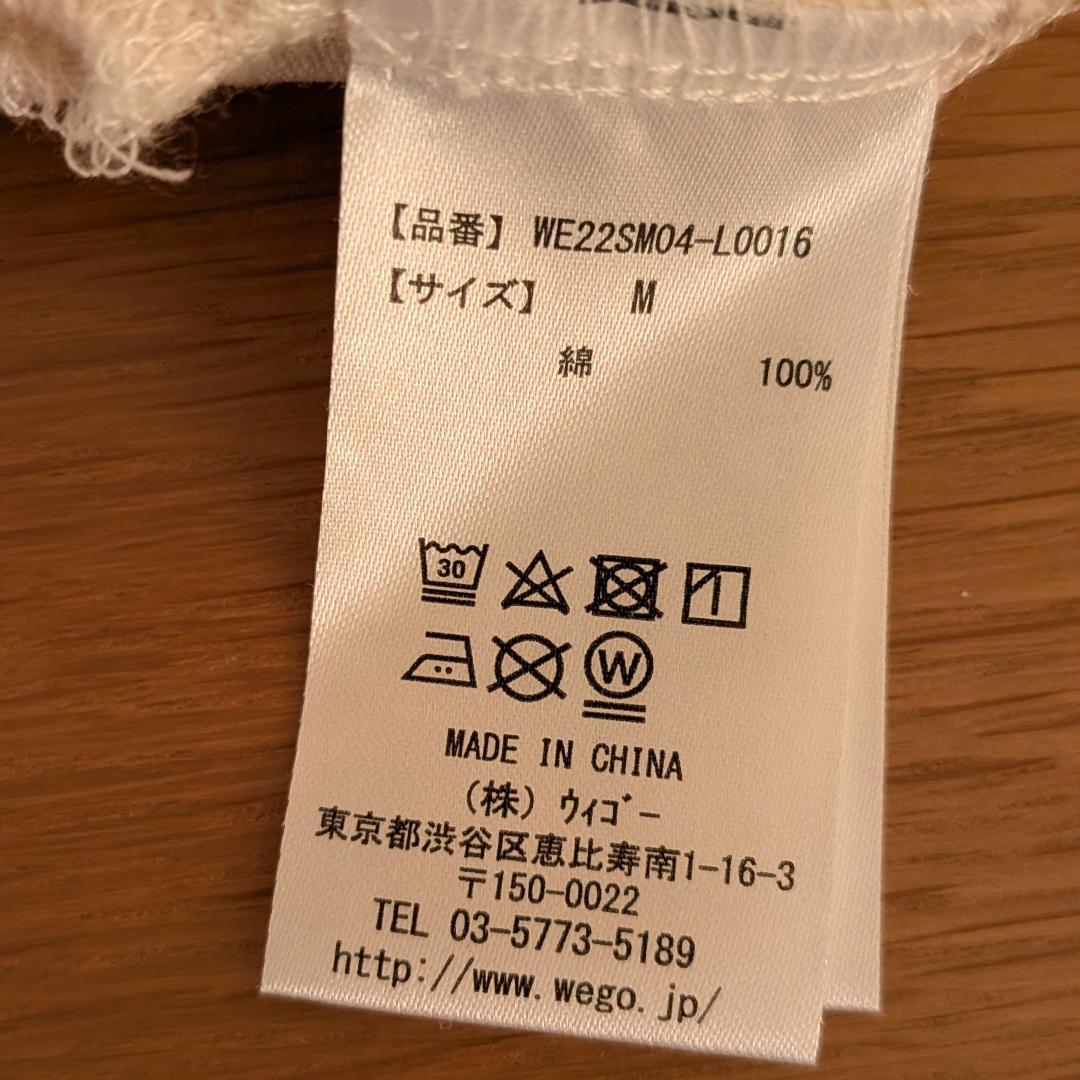 【品番】 WE22SM04-L0016
【サイズ】 M
綿 100%
30
W
MADE IN CHINA
(株) ｳｨｺﾞｰ
東京都渋谷区恵比寿南1-16-3
〒150-0022
TEL 03-5773-5189
http://www.wego.jp/